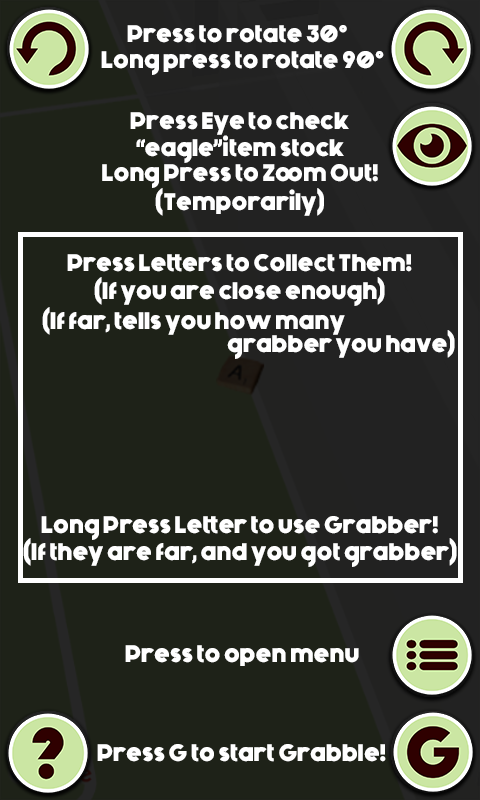 Press to rotate 30°
Long press to rotate 90°
Press Eye to check
“eagle”item stock
Long Press to Zoom Out!
(Temporarily)
Press Letters to Collect Them!
(If you are close enough)
(If far, tells you how many
grabber you have)
A
Long Press Letter to use Grabber!
(If they are far, and you got grabber)
Press to open menu
?
Press G to start Grabble!
G